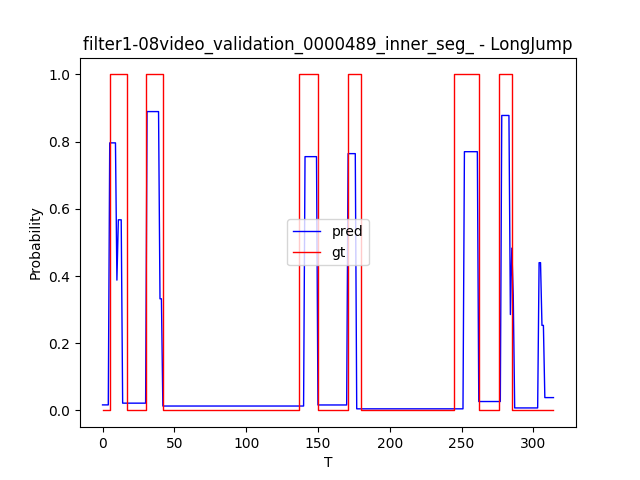 filter1-08video_validation_0000489_inner_seg_ - LongJump
1.0
0.8
0.6
0.4
0.2
0.0
Probability
pred
gt
0 50 100 150 200 250 300
T